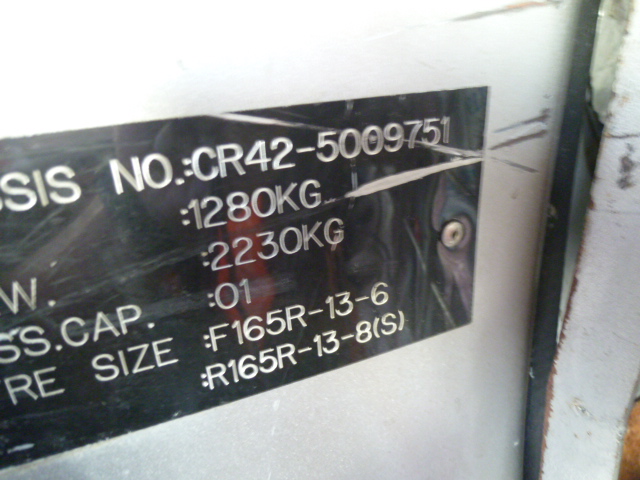 SSIS NO.:CR42-5009751
:1280KG
W. :2230KG
SS.CAP. :01
RE SIZE :F165R-13-6
:R165R-13-8(S)